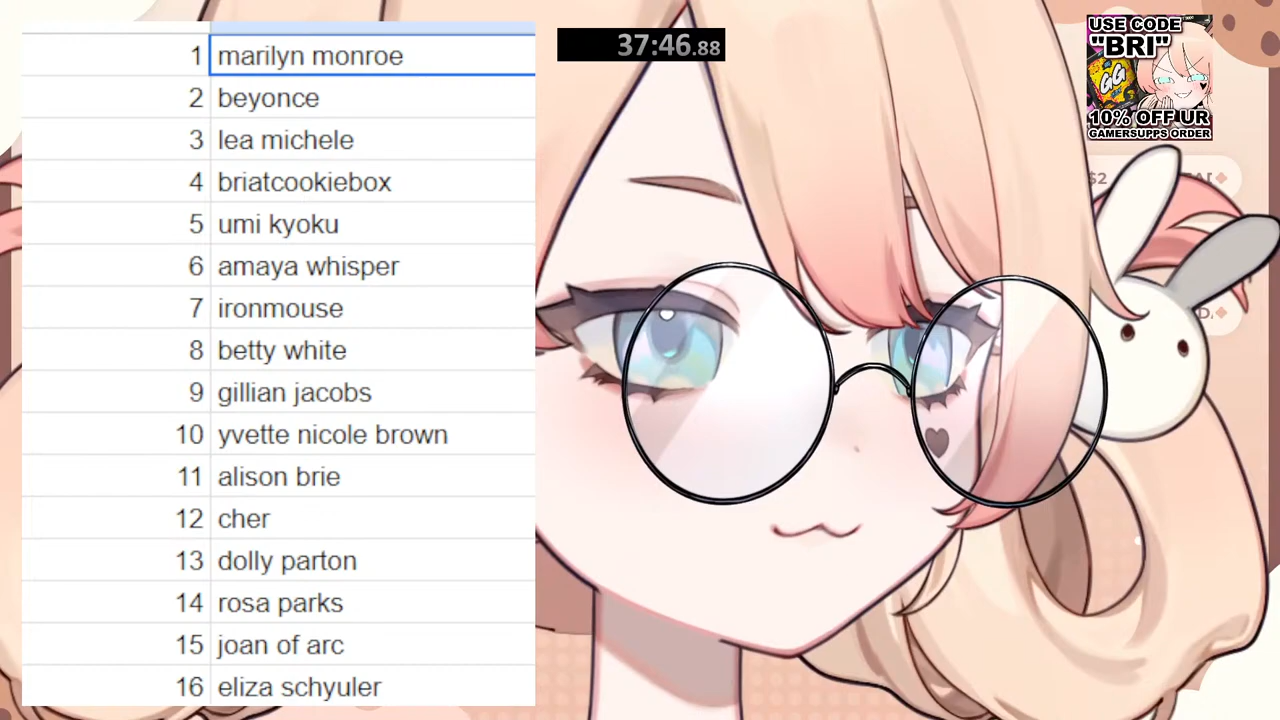 1 marilyn monroe
2 beyonce
3 lea michele
4 briatcookiebox
5 umi kyoku
6 amaya whisper
7 ironmouse
8 betty white
9 gillian jacobs
10 yvette nicole brown
11 alison brie
12 cher
13 dolly parton
14 rosa parks
15 joan of arc
16 eliza schyuler
37:46.88
USE CODE
"BRI"
GG
10% OFF UR
GAMERSUPPS ORDER
$2